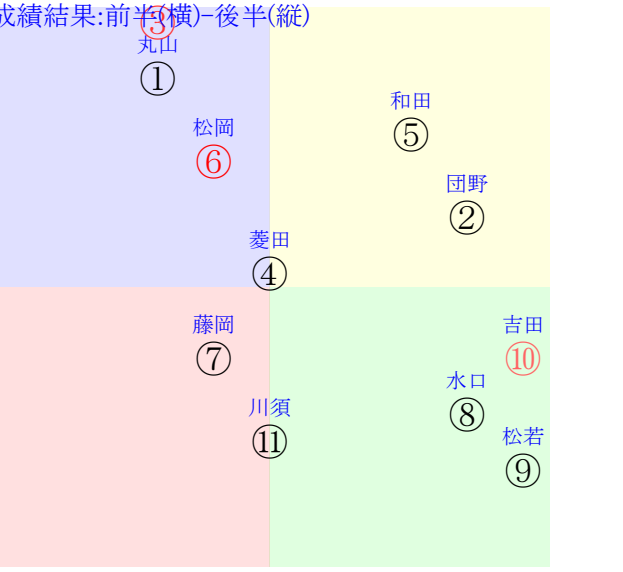 成績結果:前半(横)-後半(縦)
③
丸山
①
和田
⑤
松岡
⑥
団野
②
菱田
④
藤岡
⑦
吉田
⑩
水口
⑧
川須
⑪
松若
⑨